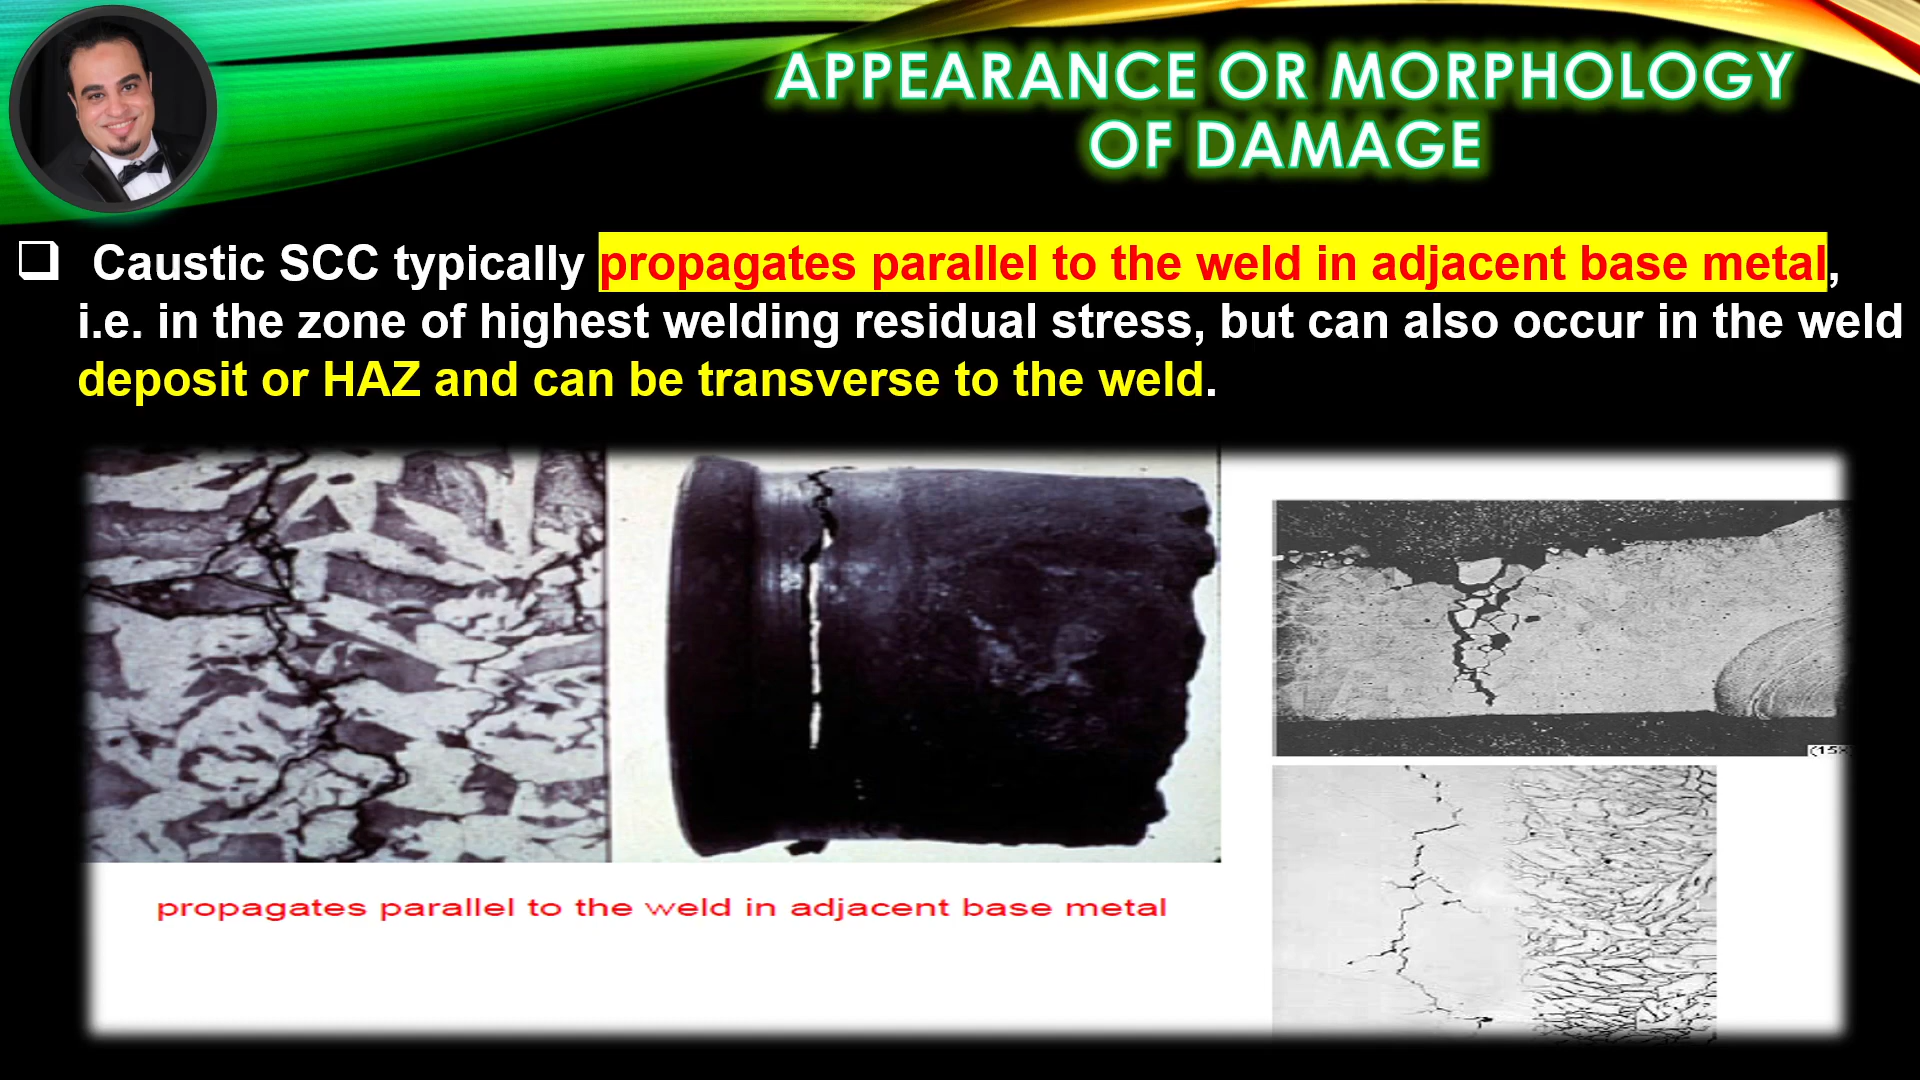 APPEARANCE OR MORPHOLOGY
OF DAMAGE
❑ Caustic SCC typically propagates parallel to the weld in adjacent base metal,
i.e. in the zone of highest welding residual stress, but can also occur in the weld
deposit or HAZ and can be transverse to the weld.
propagates parallel to the weld in adjacent base metal